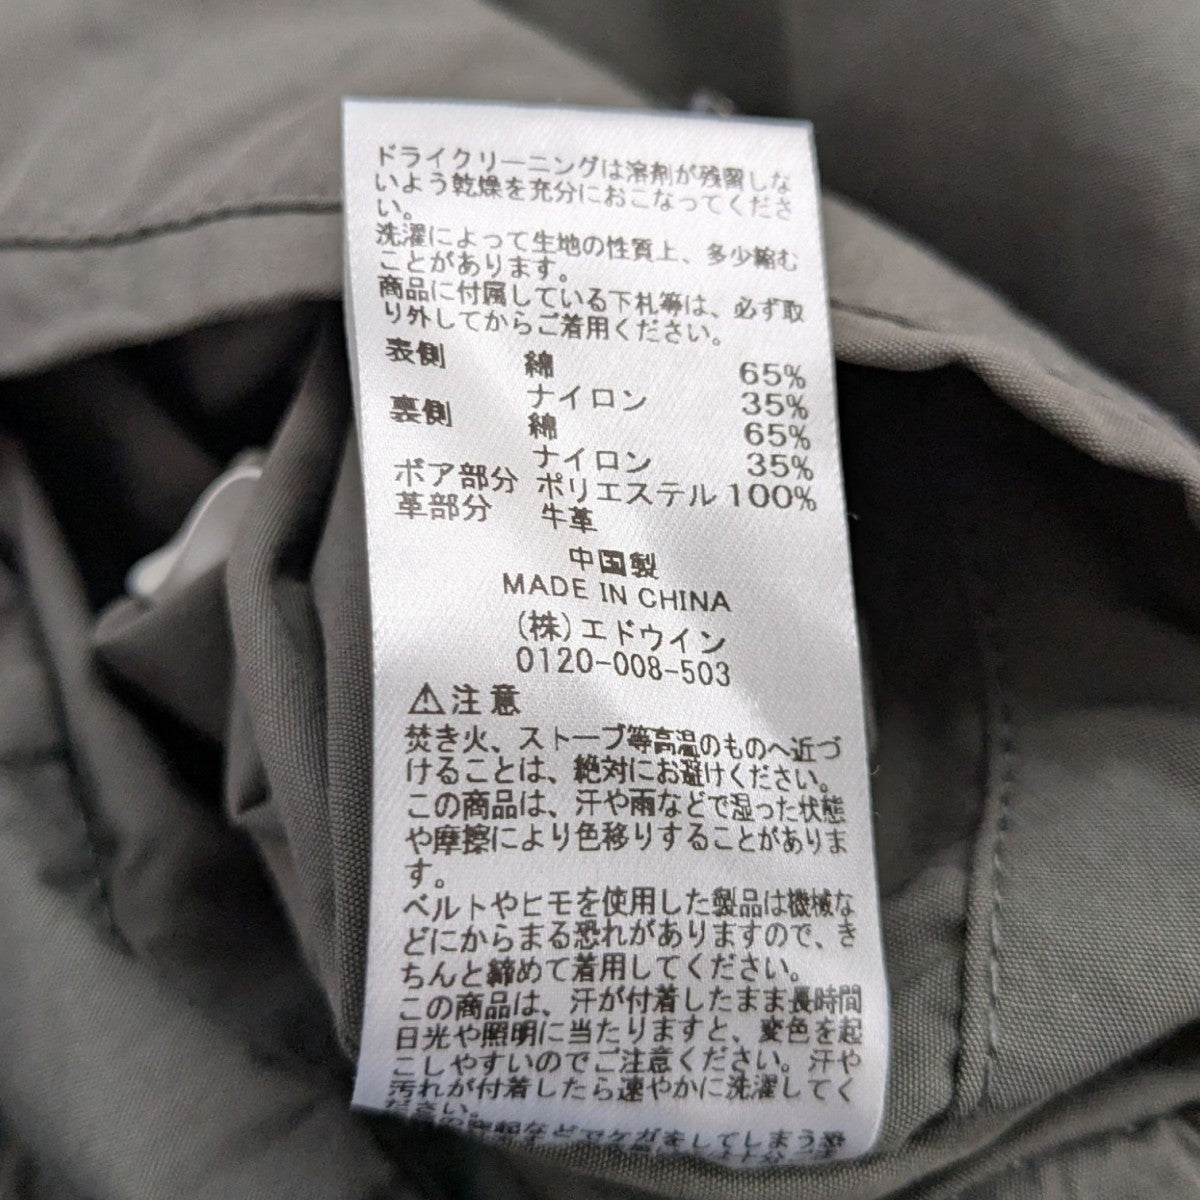 ドライクリーニングは溶剤が残留しな
いよう乾燥を充分におこなってくださ
い。
洗濯によって生地の性質上、多少縮む
ことがあります。
商品に付属している下札等は、必ず取
り外してからご着用ください。
表側 綿 65%
ナイロン 35%
裏側 綿 65%
ナイロン 35%
ボア部分 ポリエステル 100%
革部分 牛革
中国製
MADE IN CHINA
(株)エドウイン
0120-008-503
⚠注意
焚き火、ストーブ等高温のものへ近づ
けることは、絶対にお避けください。
この商品は、汗や雨などで湿った状態
や摩擦により色移りすることがありま
す。
ベルトやヒモを使用した製品は機械な
どにからまる恐れがありますので、き
ちんと締めて着用してください。
この商品は、汗が付着したまま長時間
日光や照明に当たりますと、変色を起
こしやすいのでご注意ください。汗や
汚れが付着したら速やかに洗濯してく
ださい。
などでケガをしてしまう恐